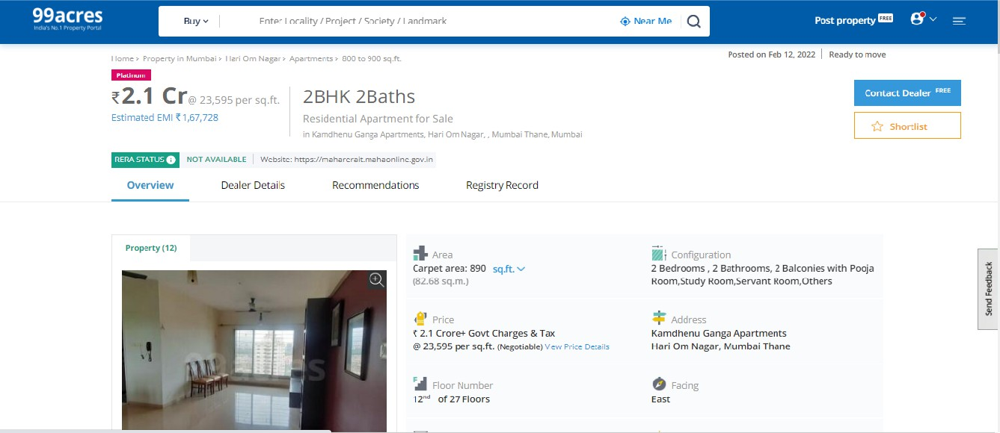 99acres
India's No.1 Property Portal
Buy
Enter Locality / Project / Society / Landmark
Near Me
Post property FREE
Home > Property in Mumbai > Hari Om Nagar > Apartments > 800 to 900 sq.ft.
Posted on Feb 12, 2022 | Ready to move
Platinum
₹2.1 Cr @ 23,595 per sq.ft.
Estimated EMI ₹ 1,67,728
2BHK 2Baths
Residential Apartment for Sale
in Kamdhenu Ganga Apartments, Hari Om Nagar, , Mumbai Thane, Mumbai
Contact Dealer FREE
Shortlist
RERA STATUS i NOT AVAILABLE | Website: https://maharerait.mahaonline.gov.in
Overview
Dealer Details
Recommendations
Registry Record
Property (12)
99acres
Area
Carpet area: 890 sq.ft.
(82.68 sq.m.)
Configuration
2 Bedrooms , 2 Bathrooms, 2 Balconies with Pooja
Room,Study Room,Servant Room,Others
Price
₹ 2.1 Crore+ Govt Charges & Tax
@ 23,595 per sq.ft. (Negotiable) View Price Details
Address
Kamdhenu Ganga Apartments
Hari Om Nagar, Mumbai Thane
Floor Number
12nd of 27 Floors
Facing
East
Send Feedback